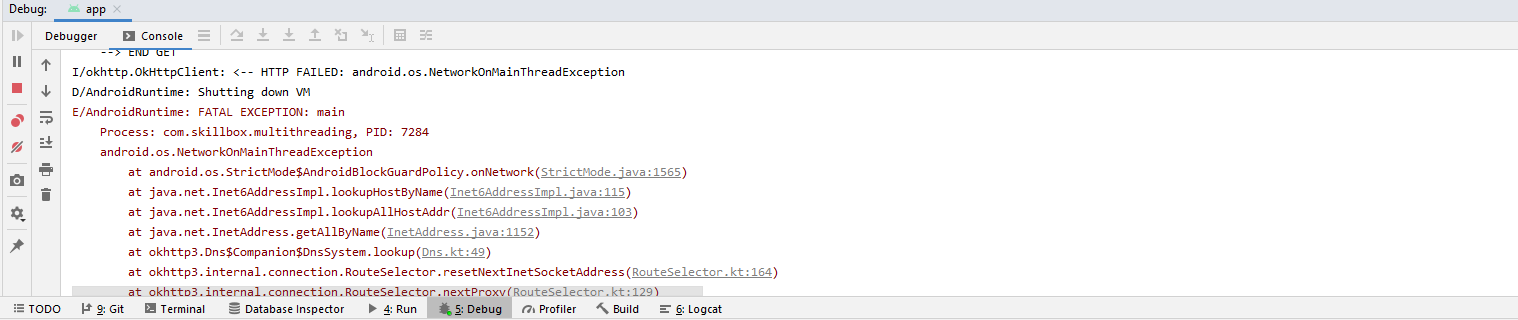 Debug: app
Debugger Console
--> END GET
I/okhttp.OkHttpClient: <-- HTTP FAILED: android.os.NetworkOnMainThreadException
D/AndroidRuntime: Shutting down VM
E/AndroidRuntime: FATAL EXCEPTION: main
Process: com.skillbox.multithreading, PID: 7284
android.os.NetworkOnMainThreadException
at android.os.StrictMode$AndroidBlockGuardPolicy.onNetwork(StrictMode.java:1565)
at java.net.Inet6AddressImpl.lookupHostByName(Inet6AddressImpl.java:115)
at java.net.Inet6AddressImpl.lookupAllHostAddr(Inet6AddressImpl.java:103)
at java.net.InetAddress.getAllByName(InetAddress.java:1152)
at okhttp3.Dns$Companion$DnsSystem.lookup(Dns.kt:49)
at okhttp3.internal.connection.RouteSelector.resetNextInetSocketAddress(RouteSelector.kt:164)
at okhttp3.internal.connection.RouteSelector.nextProxy(RouteSelector.kt:129)
TODO 9: Git Terminal Database Inspector 4: Run 5: Debug Profiler Build 6: Logcat